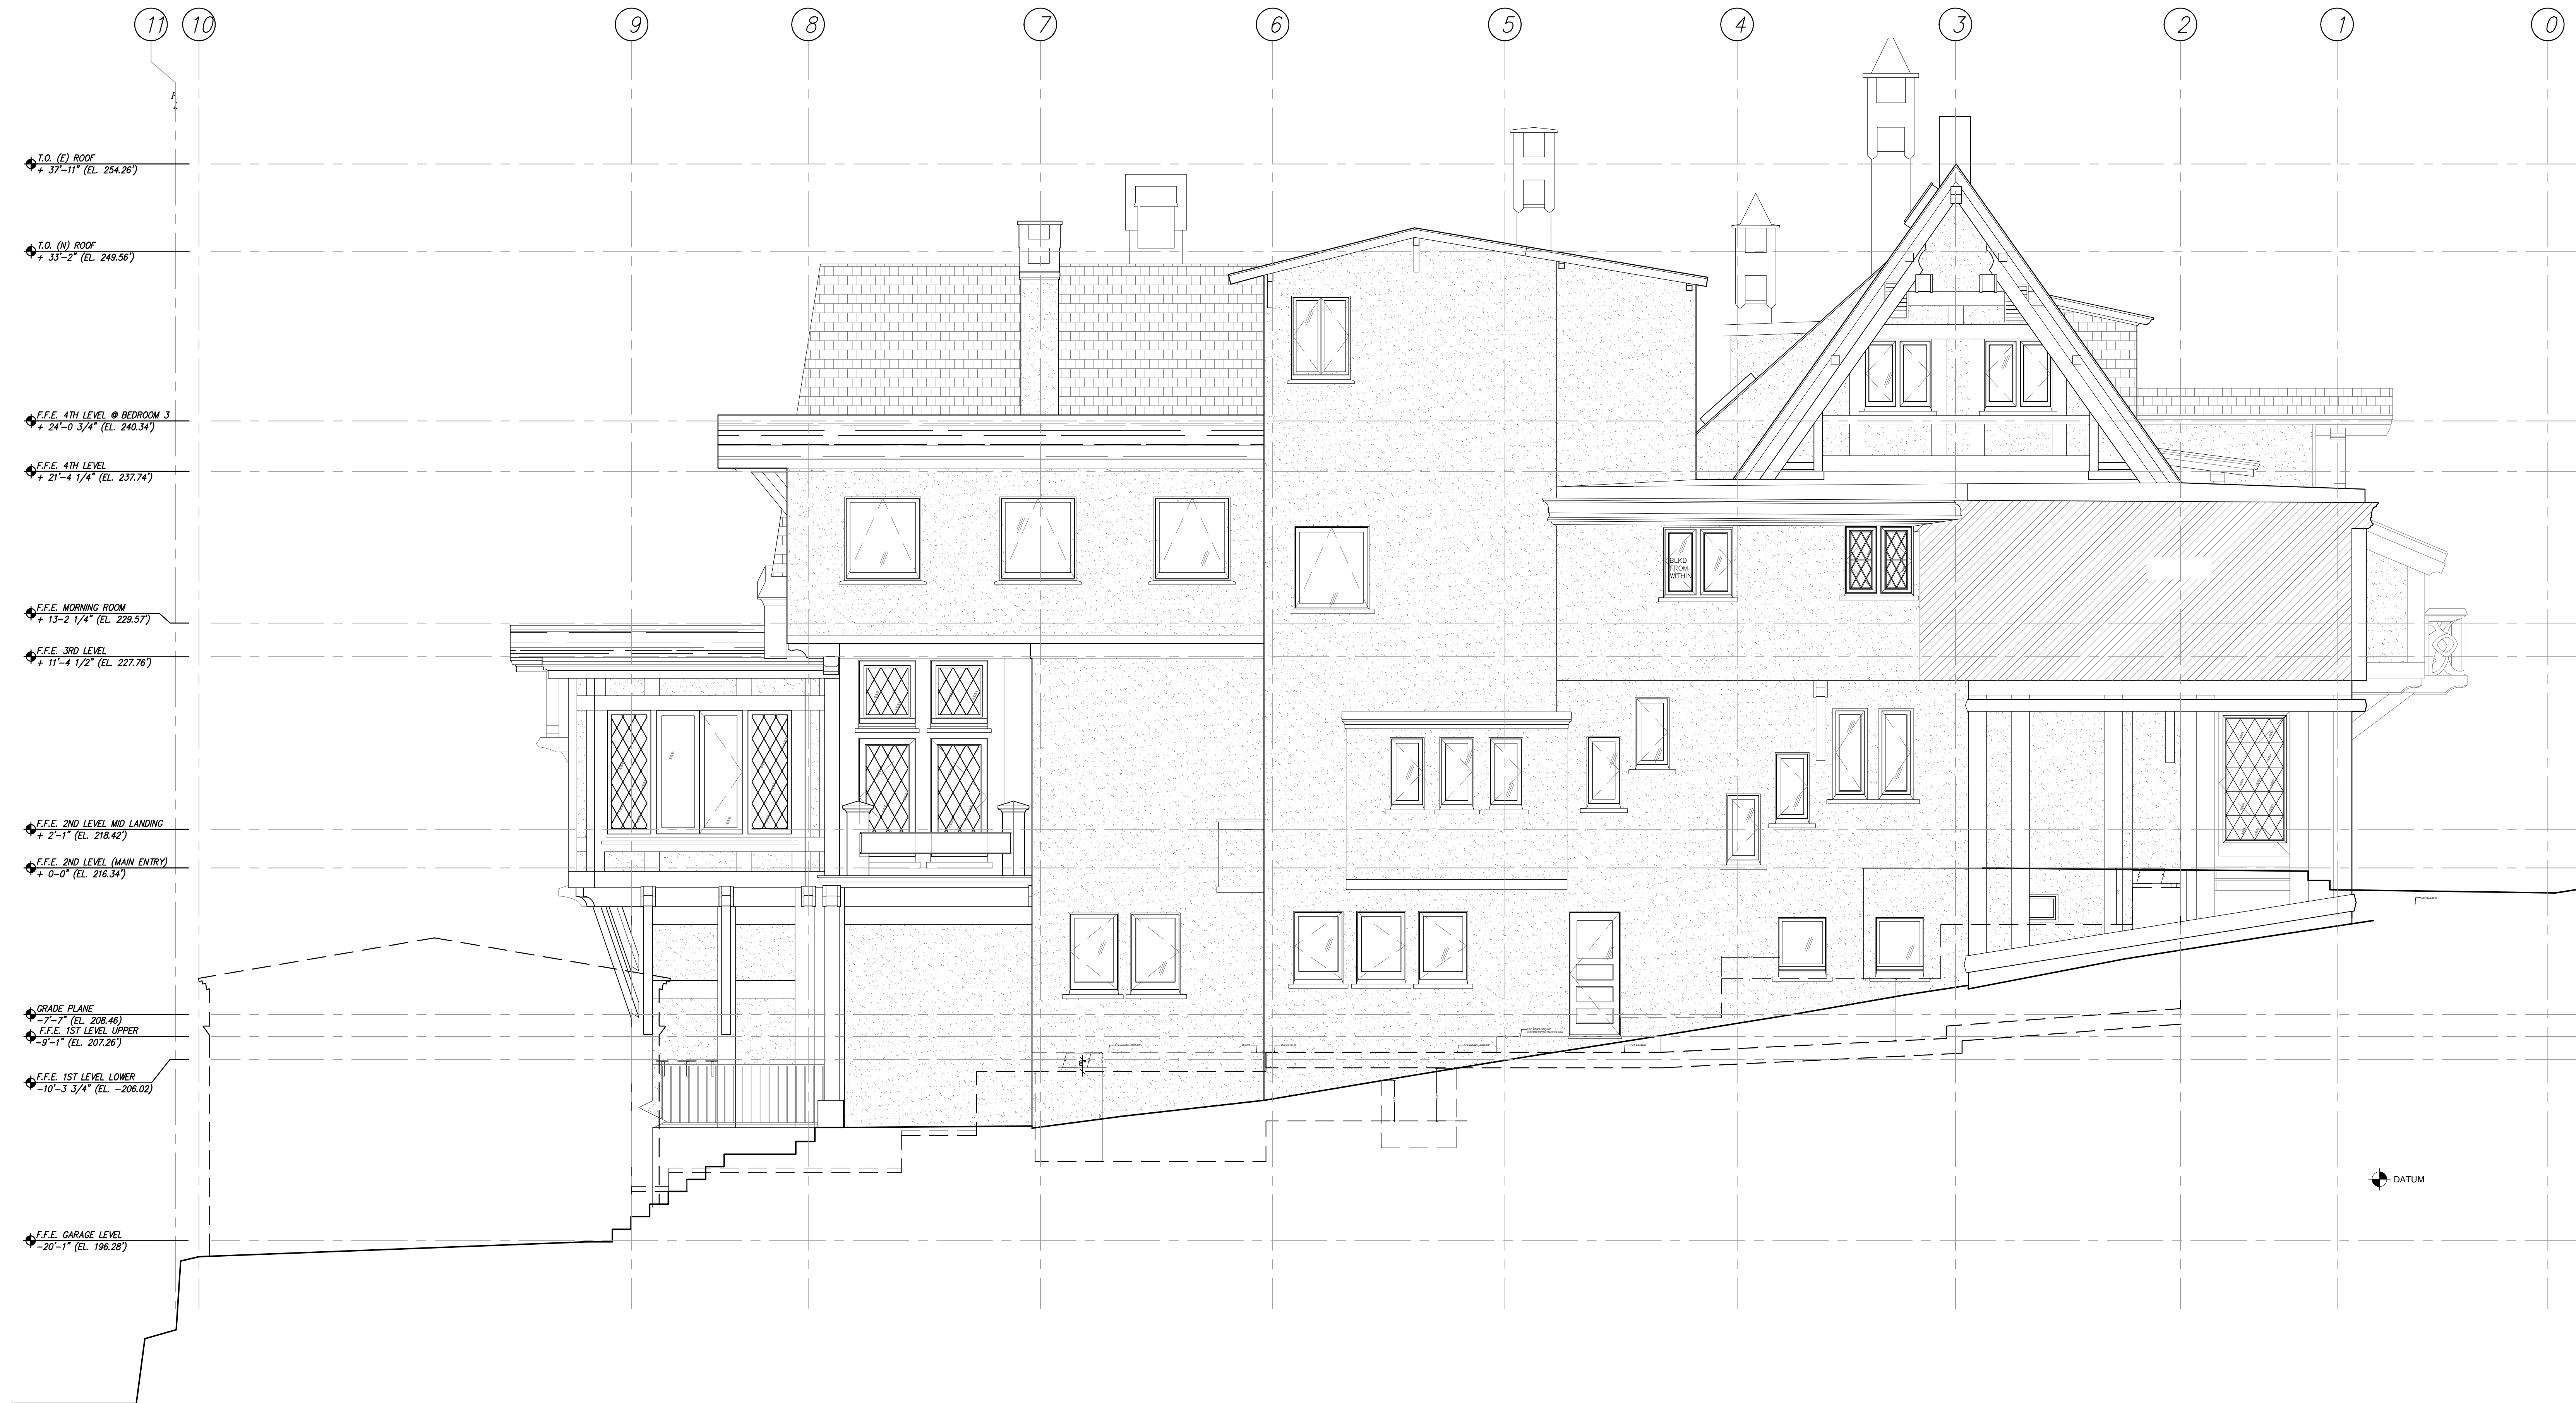 11 10 9 8 7 6 5 4 3 2 1 0
P
L
T.O. (E) ROOF
+ 37'-11" (EL. 254.26')
T.O. (N) ROOF
+ 33'-2" (EL. 249.56')
F.F.E. 4TH LEVEL @ BEDROOM 3
+ 24'-0 3/4" (EL. 240.34')
F.F.E. 4TH LEVEL
+ 21'-4 1/4" (EL. 237.74')
BLKD
FROM
WITHIN
F.F.E. MORNING ROOM
+ 13-2 1/4" (EL. 229.57')
F.F.E. 3RD LEVEL
+ 11'-4 1/2" (EL. 227.76')
F.F.E. 2ND LEVEL MID LANDING
+ 2'-1" (EL. 218.42')
F.F.E. 2ND LEVEL (MAIN ENTRY)
+ 0-0" (EL. 216.34')
GRADE PLANE
-7'-7" (EL. 208.46)
F.F.E. 1ST LEVEL UPPER
-9'-1" (EL. 207.26')
F.F.E. 1ST LEVEL LOWER
-10'-3 3/4" (EL. -206.02)
DATUM
F.F.E. GARAGE LEVEL
-20'-1" (EL. 196.28')